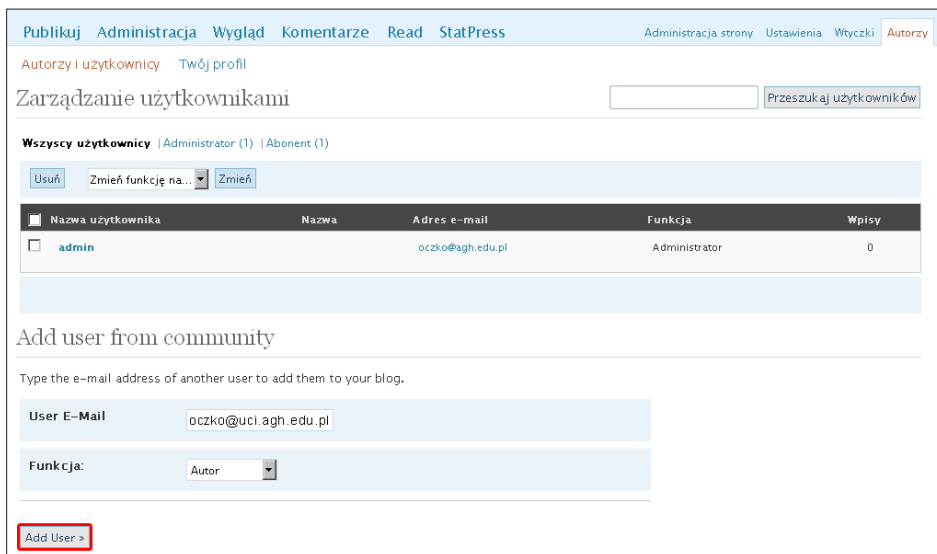 Publikuj Administracja Wygląd Komentarze Read StatPress Administracja strony Ustawienia Wtyczki Autorzy
Autorzy i użytkownicy Twój profil
Zarządzanie użytkownikami Przeszukaj użytkowników
Wszyscy użytkownicy | Administrator (1) | Abonent (1)
Usuń Zmień funkcję na... Zmień
Nazwa użytkownika Nazwa Adres e-mail Funkcja Wpisy
admin oczko@agh.edu.pl Administrator 0
Add user from community
Type the e-mail address of another user to add them to your blog.
User E-Mail oczko@uci.agh.edu.pl
Funkcja: Autor
Add User »